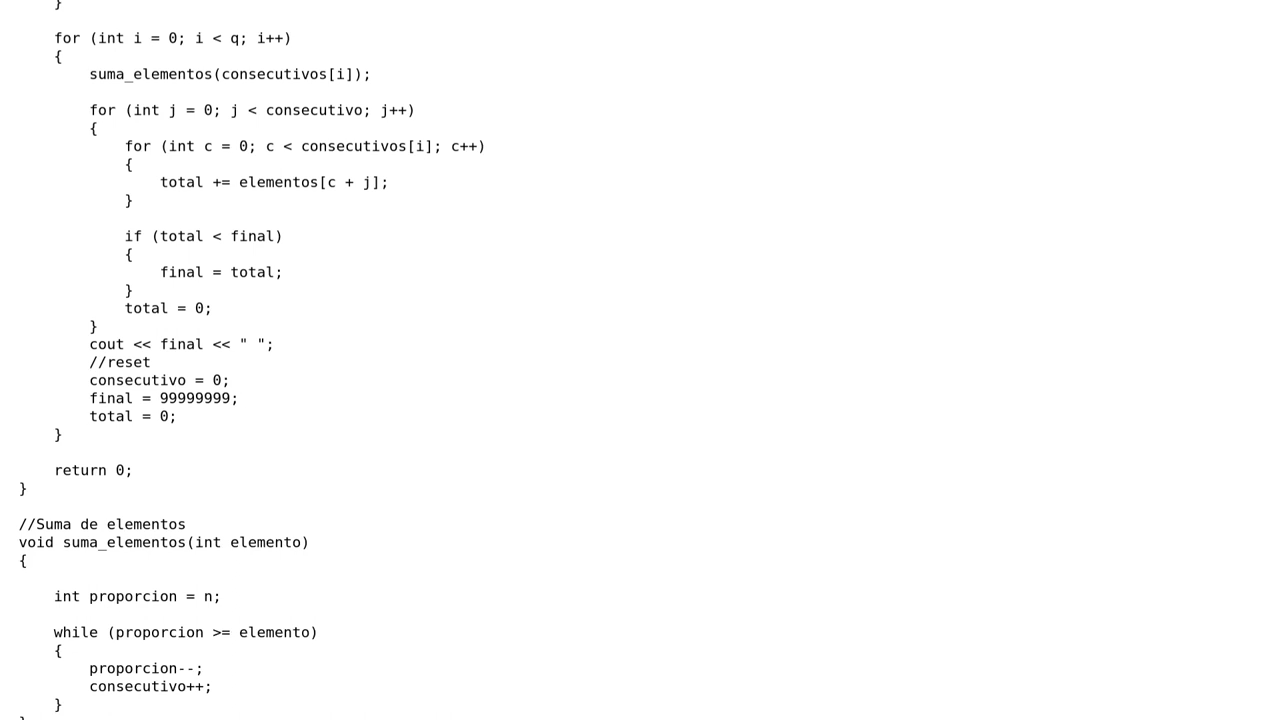 }
for (int i = 0; i < q; i++)
{
suma_elementos(consecutivos[i]);
for (int j = 0; j < consecutivo; j++)
{
for (int c = 0; c < consecutivos[i]; c++)
{
total += elementos[c + j];
}
if (total < final)
{
final = total;
}
total = 0;
}
cout << final << " ";
//reset
consecutivo = 0;
final = 99999999;
total = 0;
}
return 0;
}
//Suma de elementos
void suma_elementos(int elemento)
{
int proporcion = n;
while (proporcion >= elemento)
{
proporcion--;
consecutivo++;
}
}